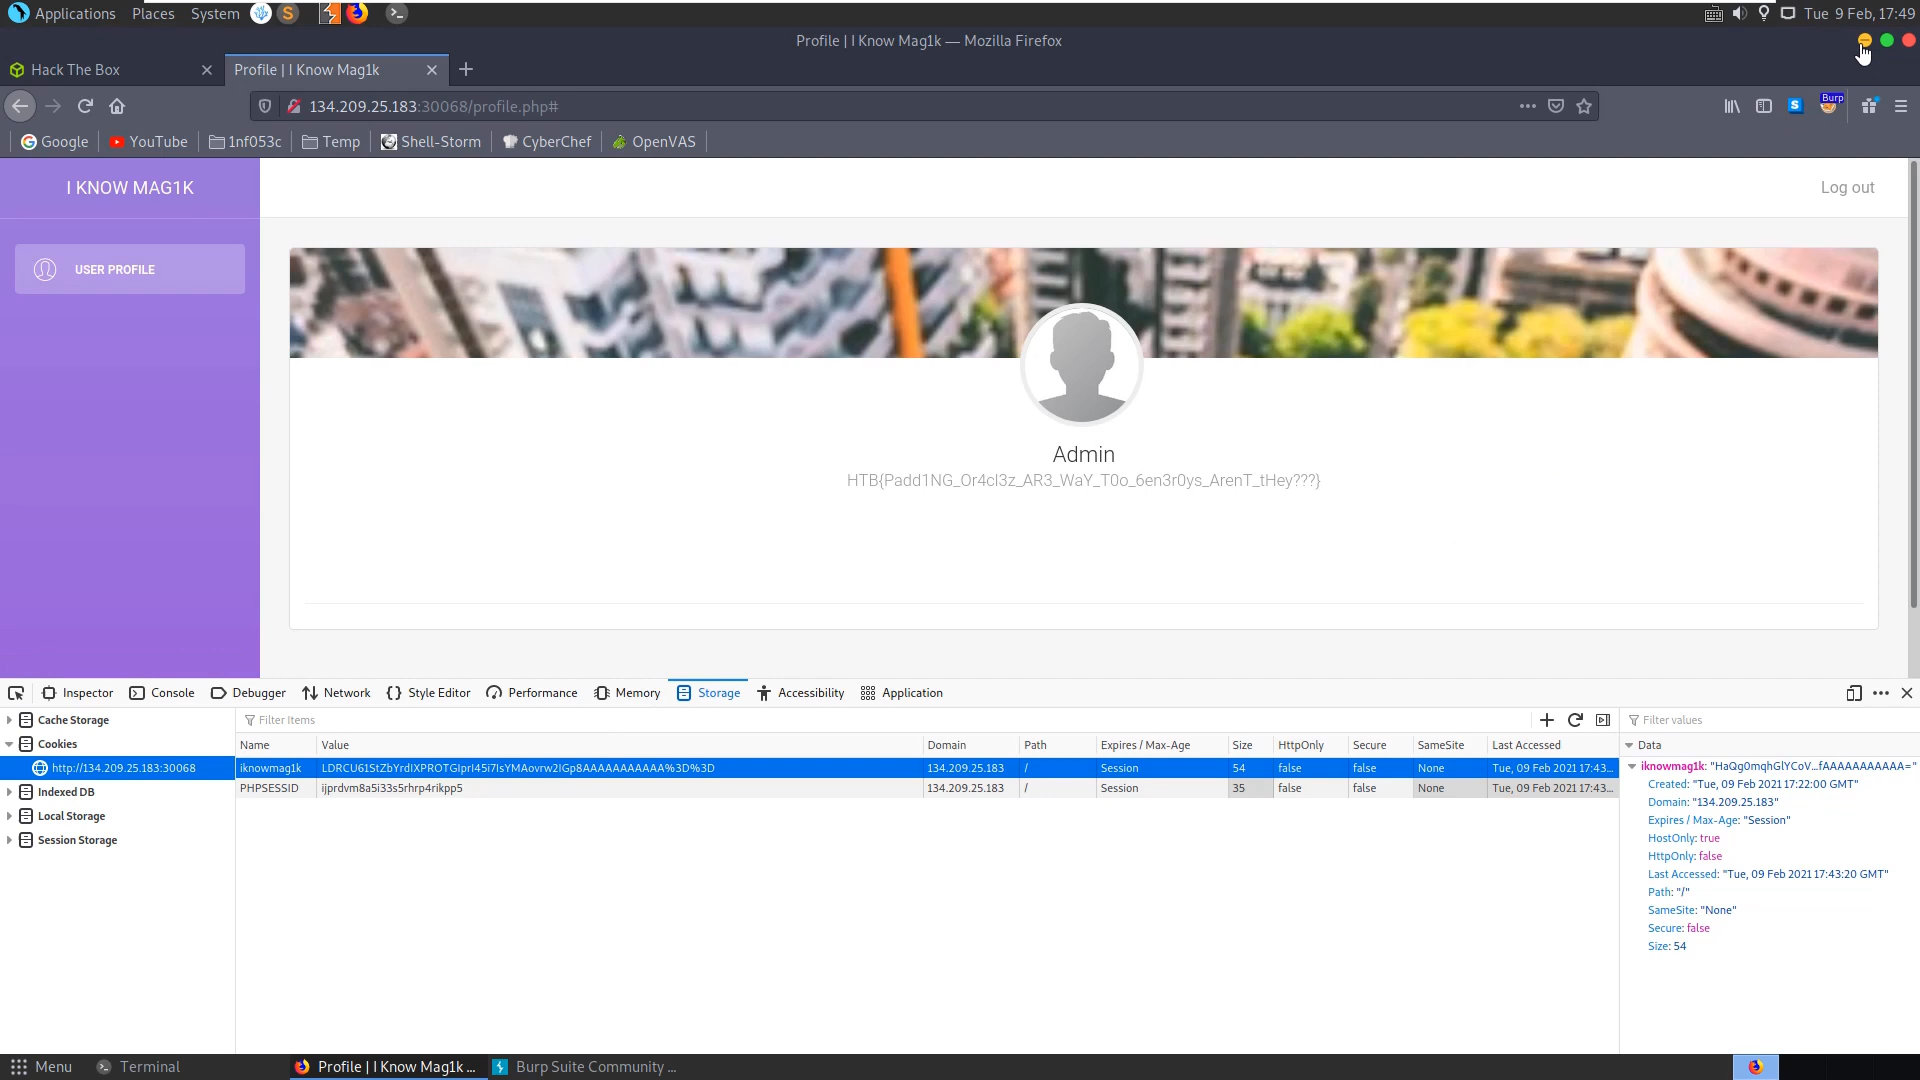 Applications Places System Tue 9 Feb, 17:49
Profile | I Know Mag1k — Mozilla Firefox
Hack The Box Profile | I Know Mag1k
134.209.25.183:30068/profile.php# Burp
Google YouTube 1nf053c Temp Shell-Storm CyberChef OpenVAS
I KNOW MAG1K Log out
USER PROFILE
Admin
HTB{Padd1NG_Or4cl3z_AR3_WaY_T0o_6en3r0ys_ArenT_tHey???}
Inspector Console Debugger Network Style Editor Performance Memory Storage Accessibility Application
Cache Storage Filter Items Filter values
Cookies Name Value Domain Path Expires / Max-Age Size HttpOnly Secure SameSite Last Accessed Data
http://134.209.25.183:30068 iknowmag1k LDRCU61StZbYrdIXPROTGIprI45i7IsYMAovrw2IGp8AAAAAAAAAAA%3D%3D 134.209.25.183 / Session 54 false false None Tue, 09 Feb 2021 17:43... iknowmag1k: "HaQg0mqhGlYCoV...fAAAAAAAAAAA="
Indexed DB PHPSESSID ijprdvm8a5i33s5rhrp4rikpp5 134.209.25.183 / Session 35 false false None Tue, 09 Feb 2021 17:43... Created: "Tue, 09 Feb 2021 17:22:00 GMT"
Domain: "134.209.25.183"
Local Storage Expires / Max-Age: "Session"
Session Storage HostOnly: true
HttpOnly: false
Last Accessed: "Tue, 09 Feb 2021 17:43:20 GMT"
Path: "/"
SameSite: "None"
Secure: false
Size: 54
Menu Terminal Profile | I Know Mag1k ... Burp Suite Community ...